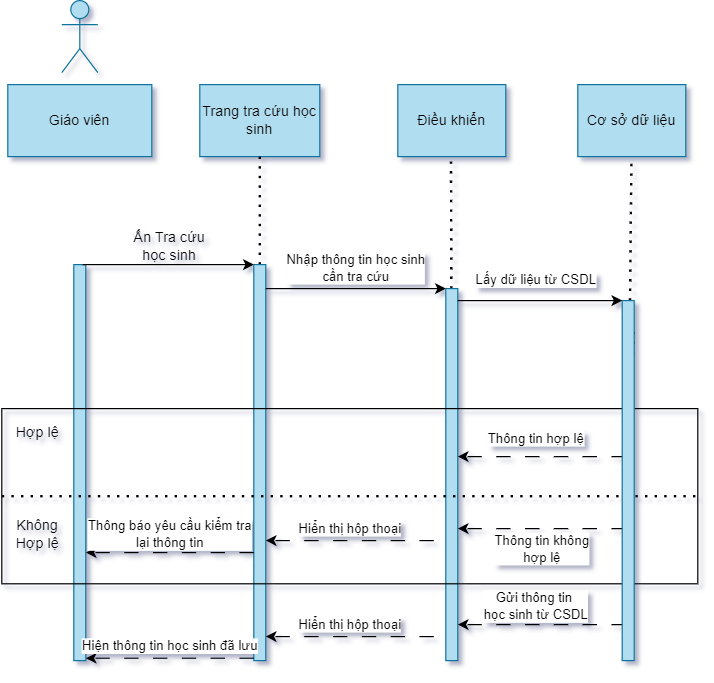 Giáo viên
Trang tra cứu học
sinh
Điều khiển
Cơ sở dữ liệu
Ấn Tra cứu
học sinh
Nhập thông tin học sinh
cần tra cứu
Lấy dữ liệu từ CSDL
Hợp lệ
Thông tin hợp lệ
Không
Hợp lệ
Thông báo yêu cầu kiểm tra
lại thông tin
Hiển thị hộp thoại
Thông tin không
hợp lệ
Gửi thông tin
học sinh từ CSDL
Hiển thị hộp thoại
Hiện thông tin học sinh đã lưu